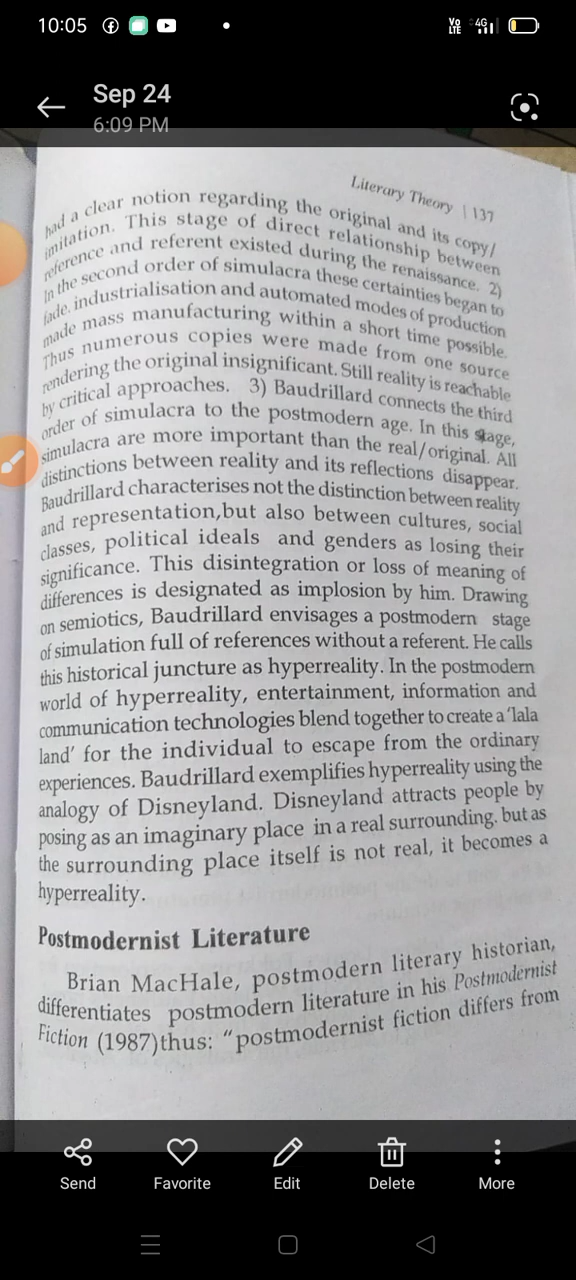 10:05
Vo LTE 4G
Sep 24
6:09 PM
Literary Theory | 137
had a clear notion regarding the original and its copy/
imitation. This stage of direct relationship between
reference and referent existed during the renaissance. 2)
In the second order of simulacra these certainties began to
fade, industrialisation and automated modes of production
made mass manufacturing within a short time possible.
Thus numerous copies were made from one source
rendering the original insignificant. Still reality is reachable
by critical approaches. 3) Baudrillard connects the third
order of simulacra to the postmodern age. In this stage,
simulacra are more important than the real/original. All
distinctions between reality and its reflections disappear.
Baudrillard characterises not the distinction between reality
and representation,but also between cultures, social
classes, political ideals and genders as losing their
significance. This disintegration or loss of meaning of
differences is designated as implosion by him. Drawing
on semiotics, Baudrillard envisages a postmodern stage
of simulation full of references without a referent. He calls
this historical juncture as hyperreality. In the postmodern
world of hyperreality, entertainment, information and
communication technologies blend together to create a 'lala
land' for the individual to escape from the ordinary
experiences. Baudrillard exemplifies hyperreality using the
analogy of Disneyland. Disneyland attracts people by
posing as an imaginary place in a real surrounding. but as
the surrounding place itself is not real, it becomes a
hyperreality.
Postmodernist Literature
Brian MacHale, postmodern literary historian,
differentiates postmodern literature in his Postmodernist
Fiction (1987)thus: "postmodernist fiction differs from
Send Favorite Edit Delete More